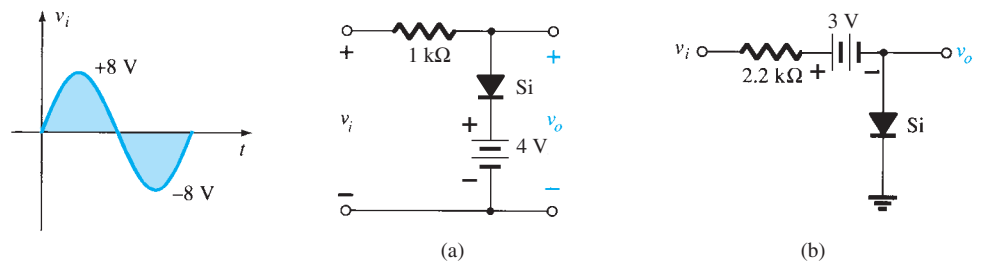 v_i
+8 V
t
−8 V
+
1 kΩ
+
Si
v_i
+
v_o
4 V
−
−
−
(a)
3 V
v_i
2.2 kΩ + −
v_o
Si
(b)